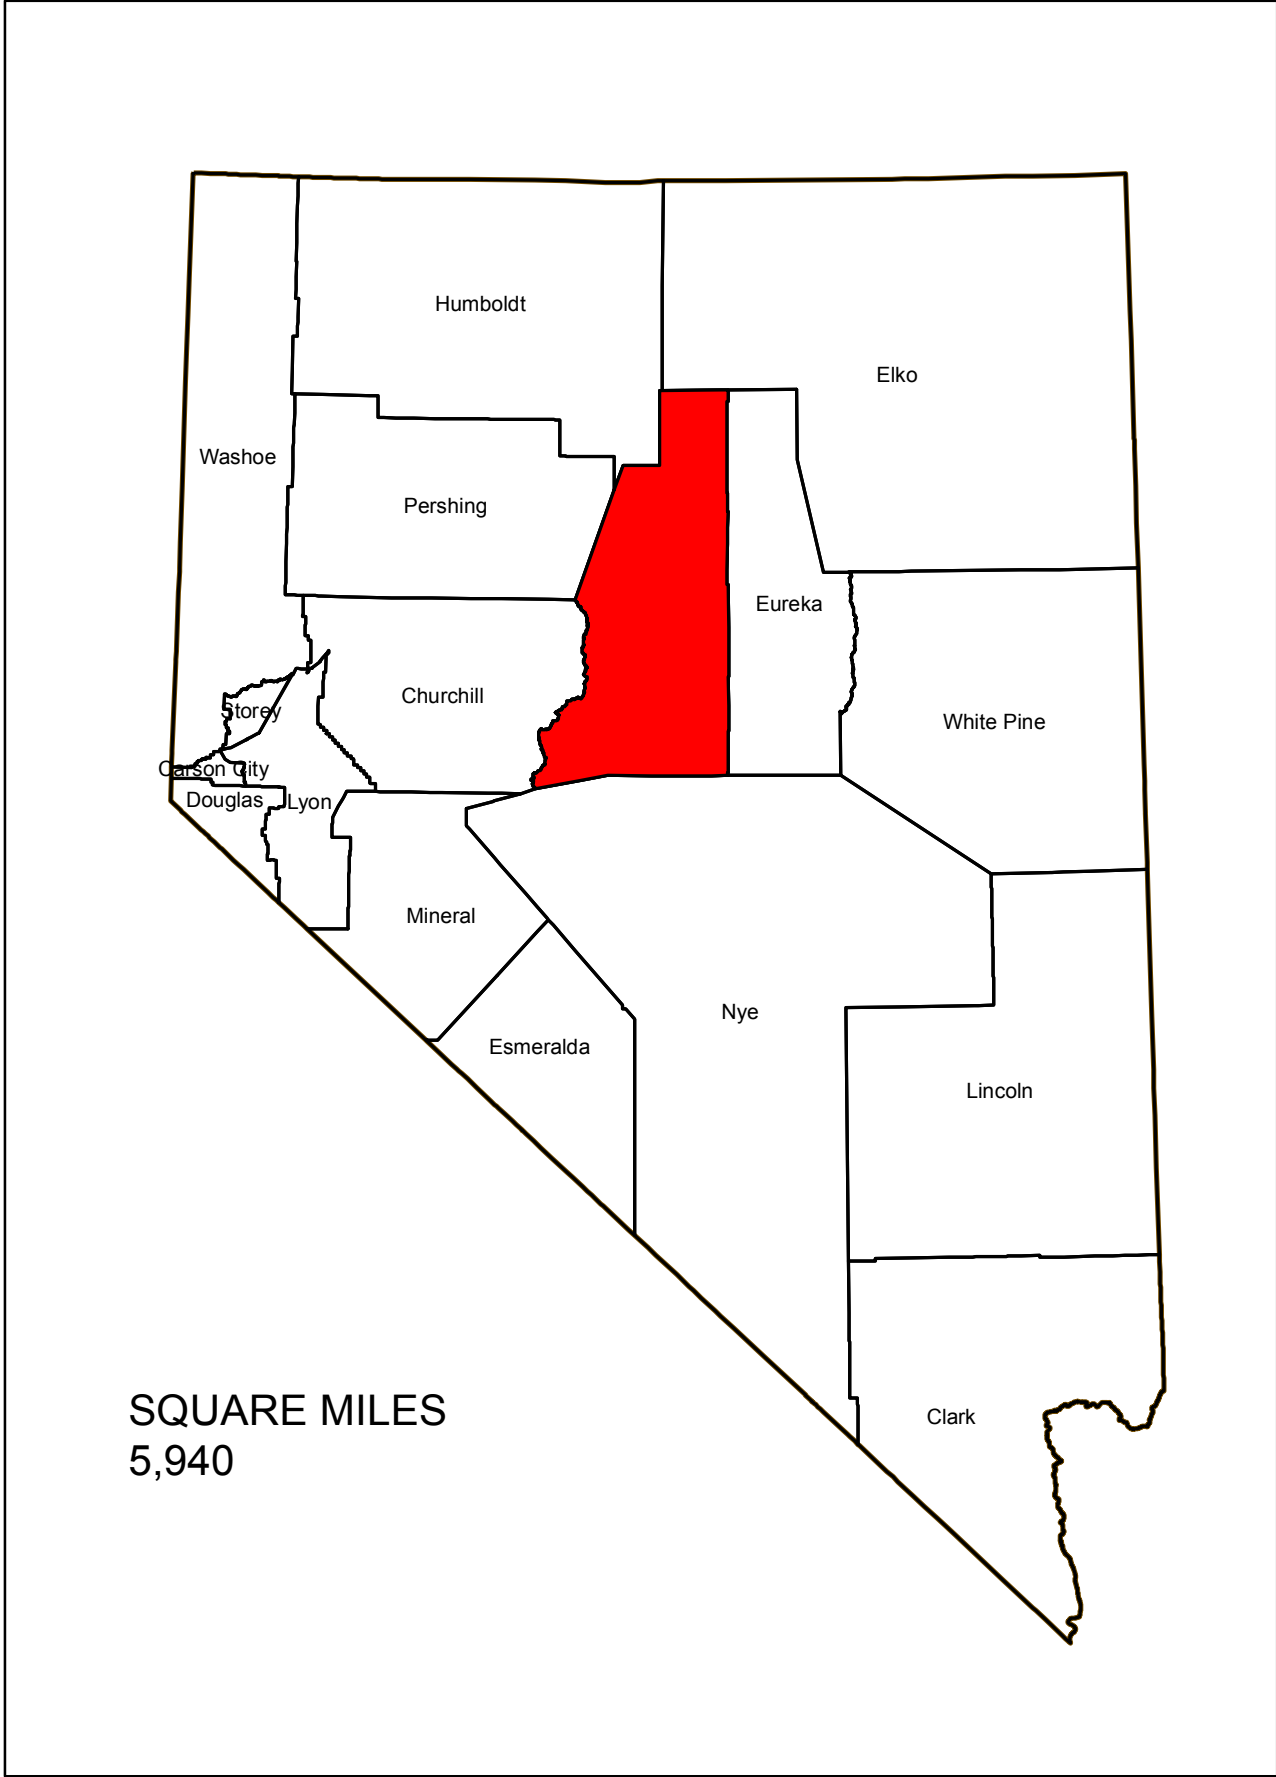 Humboldt
Elko
Washoe
Pershing
Eureka
Churchill
Storey
White Pine
Carson City
Douglas
Lyon
Mineral
Nye
Esmeralda
Lincoln
SQUARE MILES
5,940
Clark